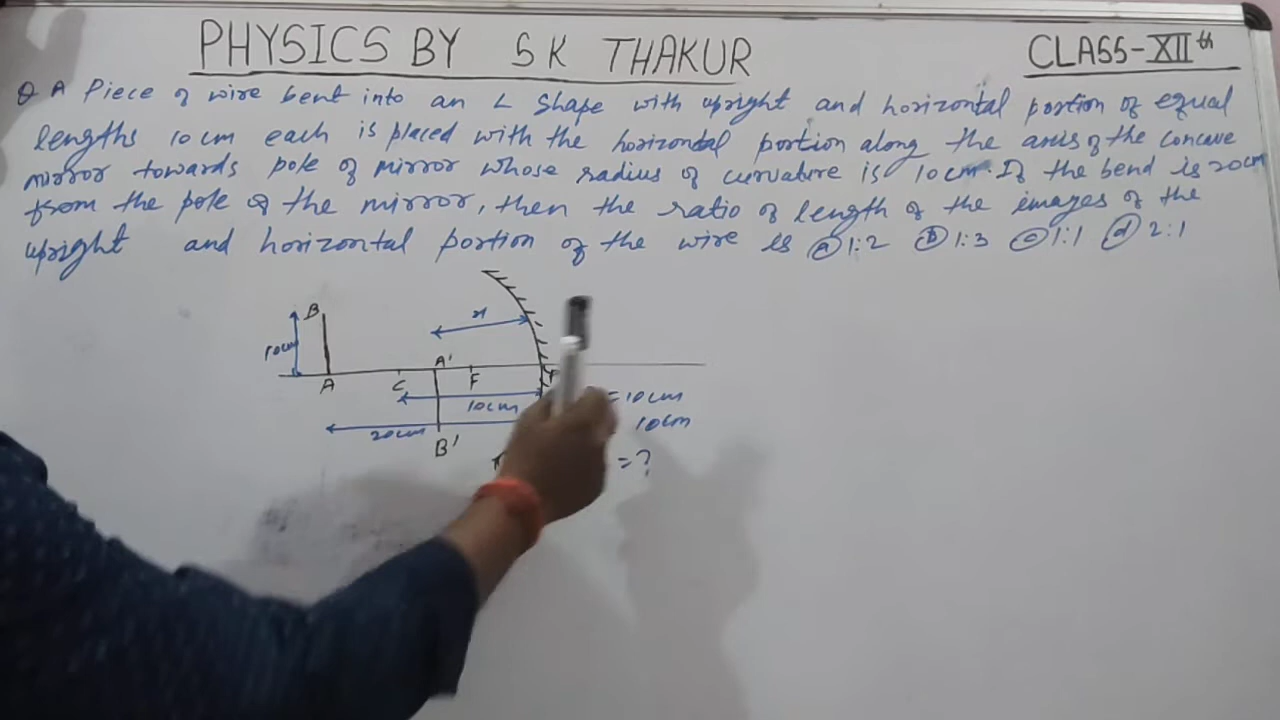 PHYSICS BY SK THAKUR CLASS-XIIth
Q A Piece of wire bent into an L shape with upright and horizontal portion of equal
lengths 10cm each is placed with the horizontal portion along the axis of the concave
mirror towards pole of mirror whose radius of curvature is 10cm. If the bend is 20cm
from the pole of the mirror, then the ratio of length of the images of the
upright and horizontal portion of the wire is (a) 1:2 (b) 1:3 (c) 1:1 (d) 2:1
B
10cm
A
C
A'
F
P
x
10cm
20cm
B'
=10cm
10cm
=?